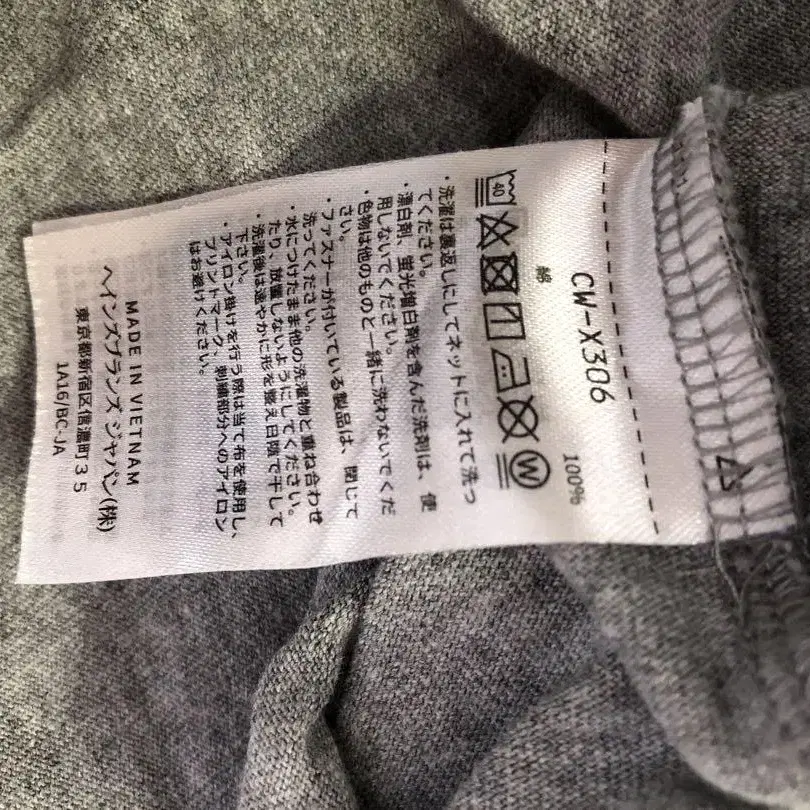 CW-X306
綿 100%
40
W
・洗濯は裏返しにしてネットに入れて洗っ
てください。
・漂白剤、蛍光増白剤を含んだ洗剤は、使
用しないでください。
・色物は他のものと一緒に洗わないでくだ
さい。
・ファスナーが付いている製品は、閉じて
洗ってください。
・水につけたまま他の洗濯物と重ね合わせ
たり、放置しないようにしてください。
・洗濯後は速やかに形を整え日陰で干して
下さい。
・アイロン掛けを行う際は当て布を使用し、
プリントマーク、刺繍部分へのアイロン
はお避けください。
MADE IN VIETNAM
ヘインズブランズ ジャパン(株)
東京都新宿区信濃町35
1A16/BC-JA